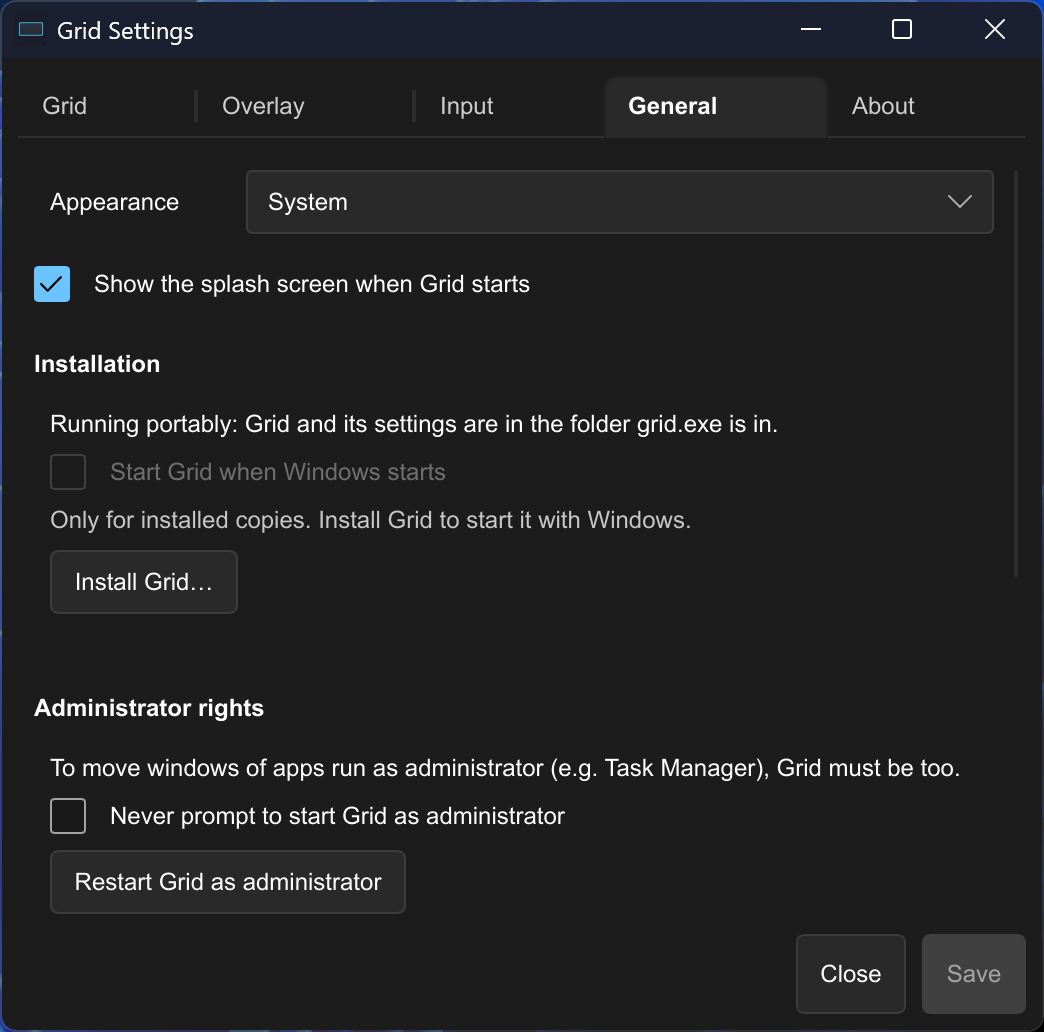 Grid Settings
Grid
Overlay
Input
General
About
Appearance
System
Show the splash screen when Grid starts
Installation
Running portably: Grid and its settings are in the folder grid.exe is in.
Start Grid when Windows starts
Only for installed copies. Install Grid to start it with Windows.
Install Grid…
Administrator rights
To move windows of apps run as administrator (e.g. Task Manager), Grid must be too.
Never prompt to start Grid as administrator
Restart Grid as administrator
Close
Save